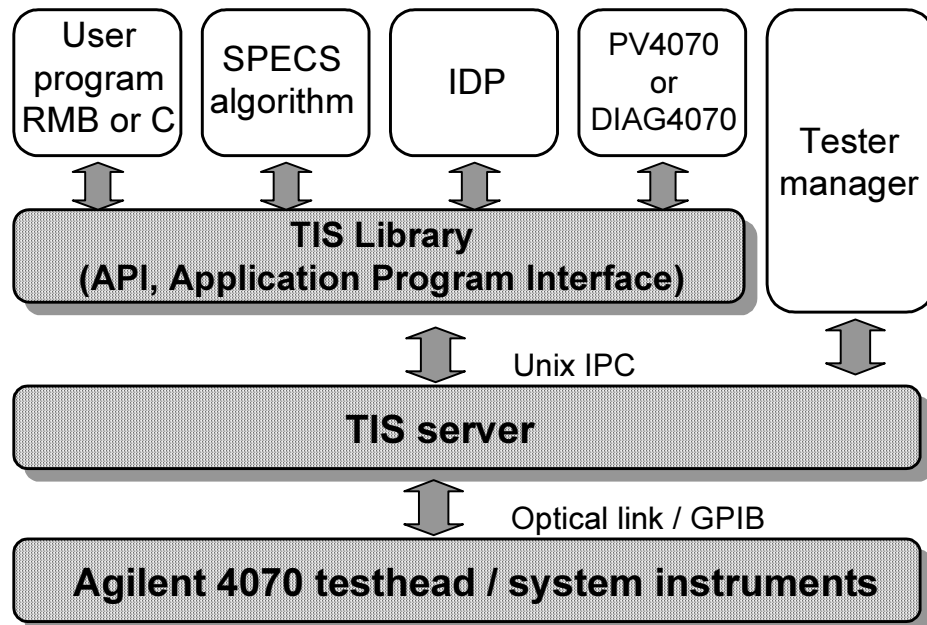 User
program
RMB or C
SPECS
algorithm
IDP
PV4070
or
DIAG4070
Tester
manager
TIS Library
(API, Application Program Interface)
Unix IPC
TIS server
Optical link / GPIB
Agilent 4070 testhead / system instruments